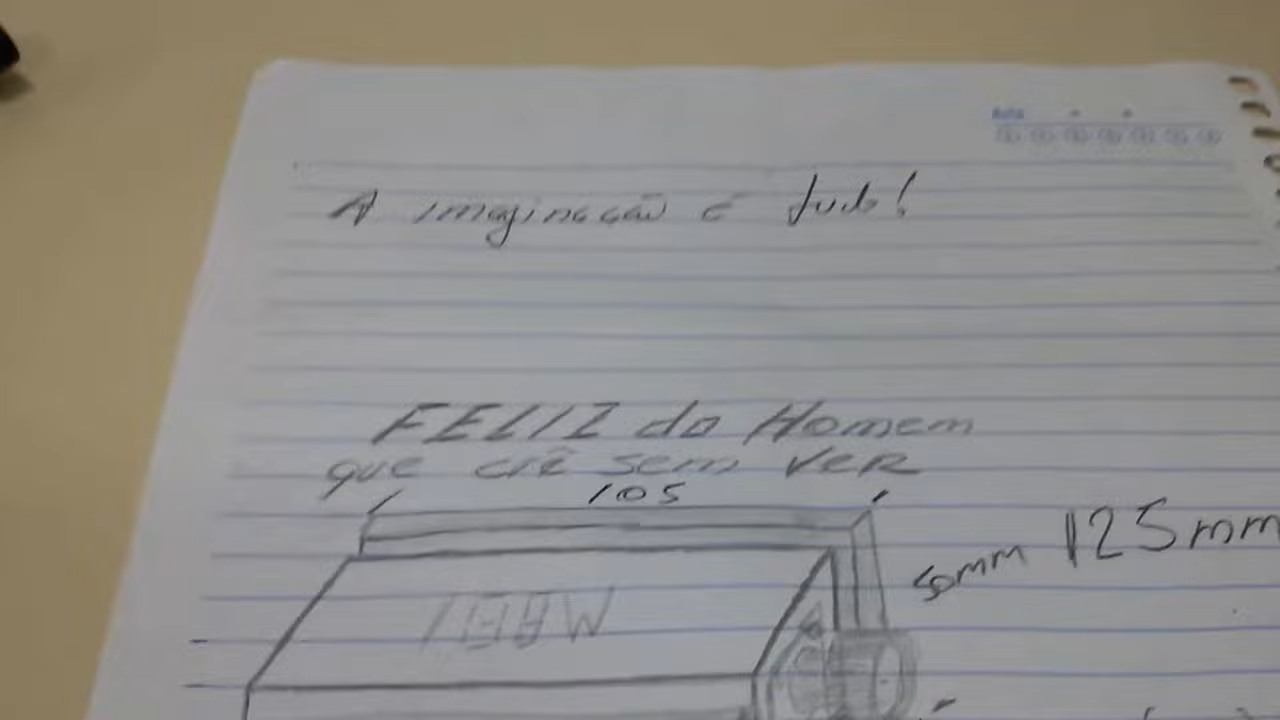 A imaginação é tudo!
FELIZ do Homem
que crê sem VER
105
50mm 125mm